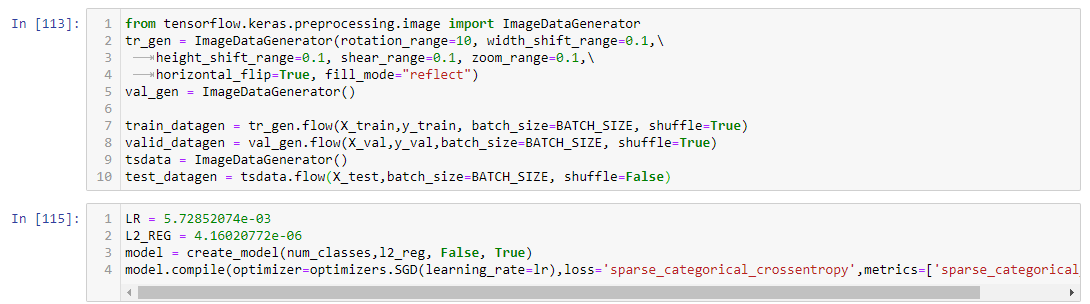 In [113]:
1 from tensorflow.keras.preprocessing.image import ImageDataGenerator
2 tr_gen = ImageDataGenerator(rotation_range=10, width_shift_range=0.1,\
3 height_shift_range=0.1, shear_range=0.1, zoom_range=0.1,\
4 horizontal_flip=True, fill_mode="reflect")
5 val_gen = ImageDataGenerator()
6
7 train_datagen = tr_gen.flow(X_train,y_train, batch_size=BATCH_SIZE, shuffle=True)
8 valid_datagen = val_gen.flow(X_val,y_val,batch_size=BATCH_SIZE, shuffle=True)
9 tsdata = ImageDataGenerator()
10 test_datagen = tsdata.flow(X_test,batch_size=BATCH_SIZE, shuffle=False)
In [115]:
1 LR = 5.72852074e-03
2 L2_REG = 4.16020772e-06
3 model = create_model(num_classes,l2_reg, False, True)
4 model.compile(optimizer=optimizers.SGD(learning_rate=lr),loss='sparse_categorical_crossentropy',metrics=['sparse_categorical_